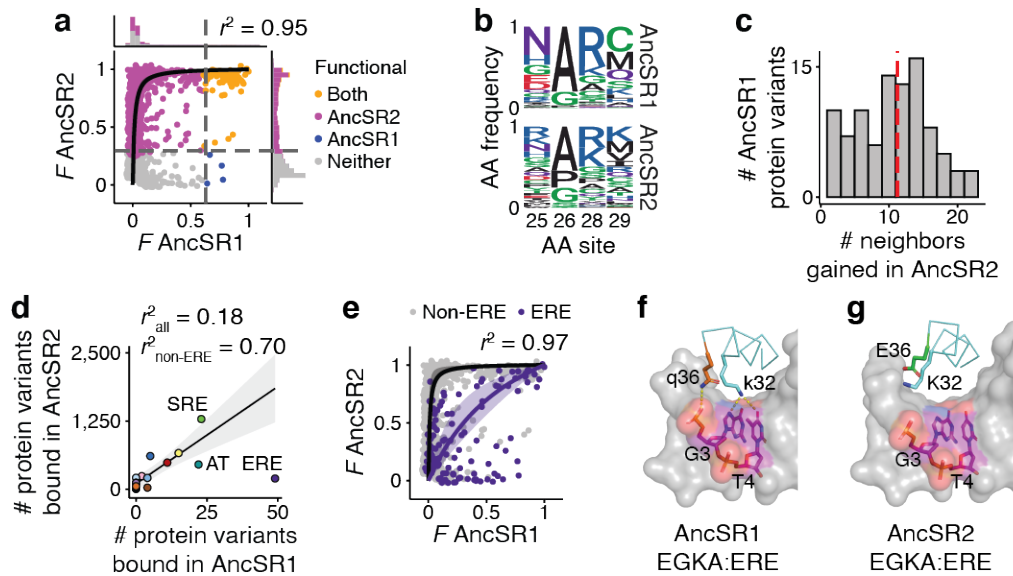 a
r² = 0.95
F AncSR2
1
0.5
0
0
0.5
1
F AncSR1
Functional
Both
AncSR2
AncSR1
Neither
b
AA frequency
1
0
N A R C
A M
G
AncSR1
1
0
A R K
K M
P
G
AncSR2
25 26 28 29
AA site
c
# AncSR1
protein variants
15
0
0
10
20
# neighbors
gained in AncSR2
d
r²all = 0.18
r²non-ERE = 0.70
# protein variants
bound in AncSR2
2,500
1,250
0
SRE
AT
ERE
0
25
50
# protein variants
bound in AncSR1
e
Non-ERE
ERE
r² = 0.97
F AncSR2
1
0.5
0
0
0.5
1
F AncSR1
f
q36
k32
G3
T4
AncSR1
EGKA:ERE
g
E36
K32
G3
T4
AncSR2
EGKA:ERE